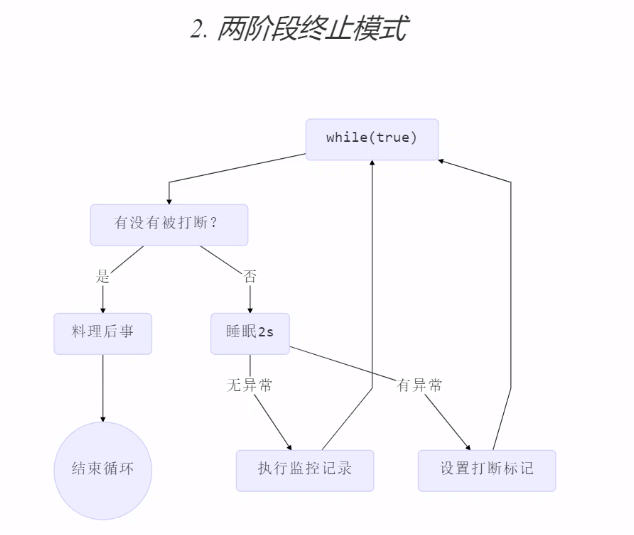 2. 两阶段终止模式
while(true)
有没有被打断?
是
否
料理后事
睡眠2s
无异常
有异常
结束循环
执行监控记录
设置打断标记